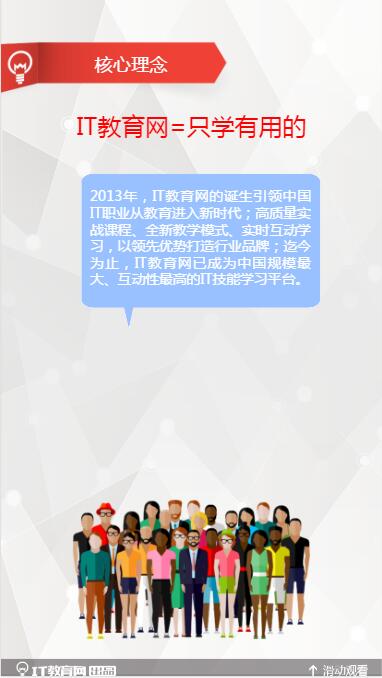 核心理念
IT教育网=只学有用的
2013年，IT教育网的诞生引领中国
IT职业从教育进入新时代；高质量实
战课程、全新教学模式、实时互动学
习，以领先优势打造行业品牌；迄今
为止，IT教育网已成为中国规模最
大、互动性最高的IT技能学习平台。
IT教育网 出品
滑动观看